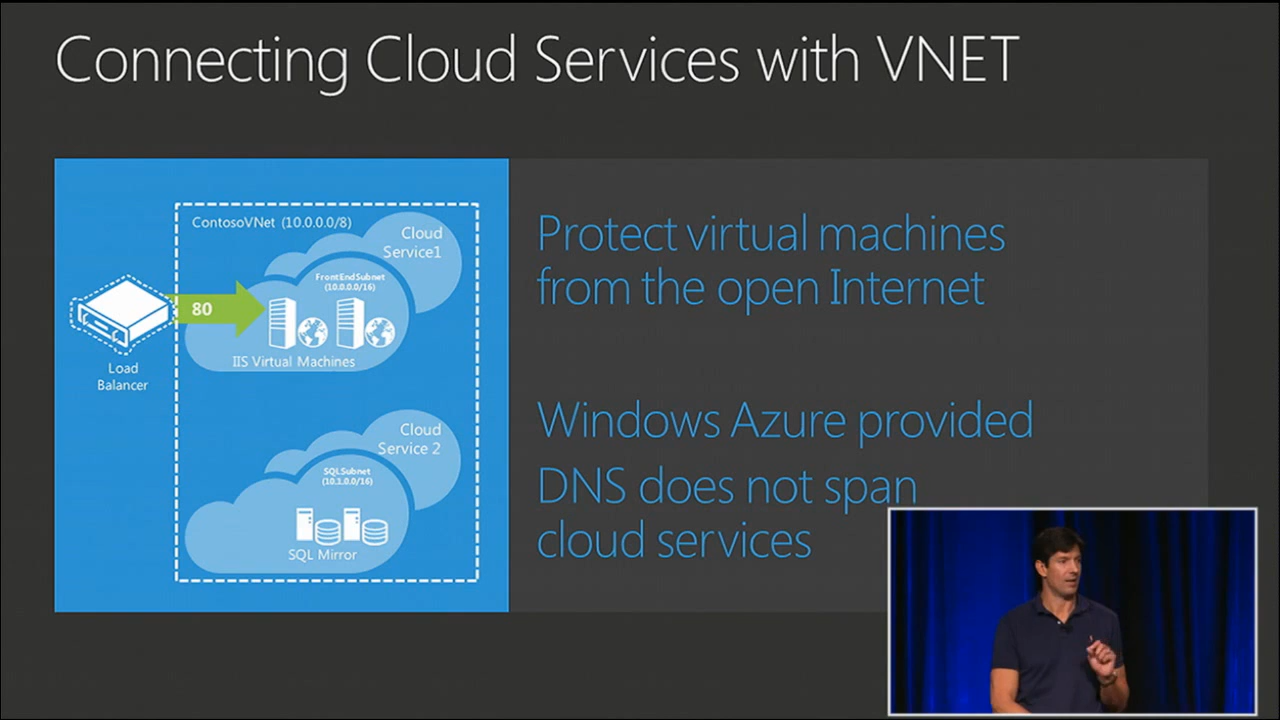 Connecting Cloud Services with VNET
ContosoVNet (10.0.0.0/8)
Cloud
Service1
FrontEndSubnet
(10.0.0.0/16)
80
IIS Virtual Machines
Load
Balancer
Cloud
Service 2
SQLSubnet
(10.1.0.0/16)
SQL Mirror
Protect virtual machines
from the open Internet
Windows Azure provided
DNS does not span
cloud services